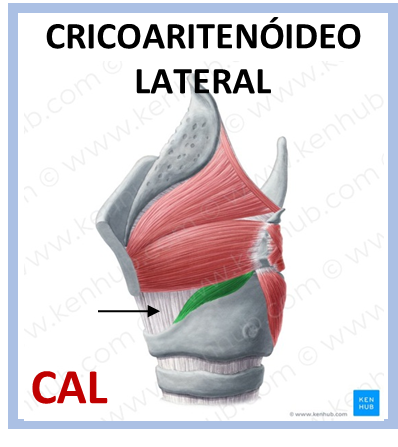 CRICOARITENÓIDEO
LATERAL
CAL
KEN
HUB
© www.kenhub.com